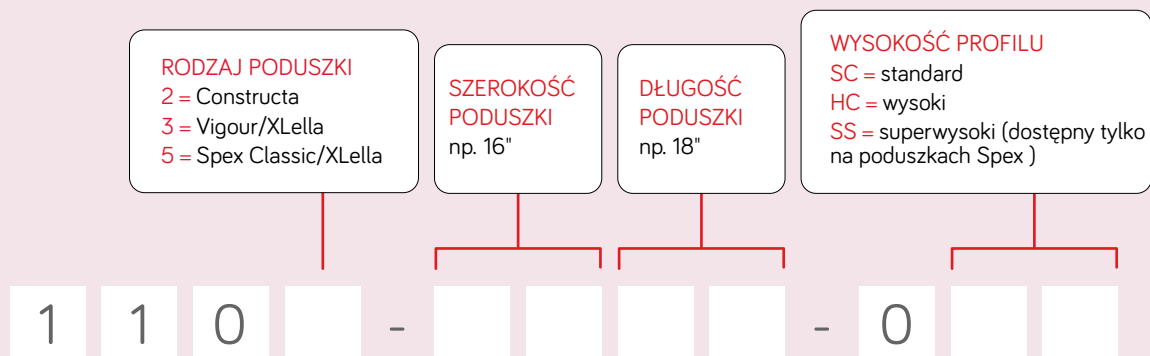 RODZAJ PODUSZKI
2 = Constructa
3 = Vigour/XLella
5 = Spex Classic/XLella
SZEROKOŚĆ
PODUSZKI
np. 16"
DŁUGOŚĆ
PODUSZKI
np. 18"
WYSOKOŚĆ PROFILU
SC = standard
HC = wysoki
SS = superwysoki (dostępny tylko
na poduszkach Spex )
1 1 0 - - 0